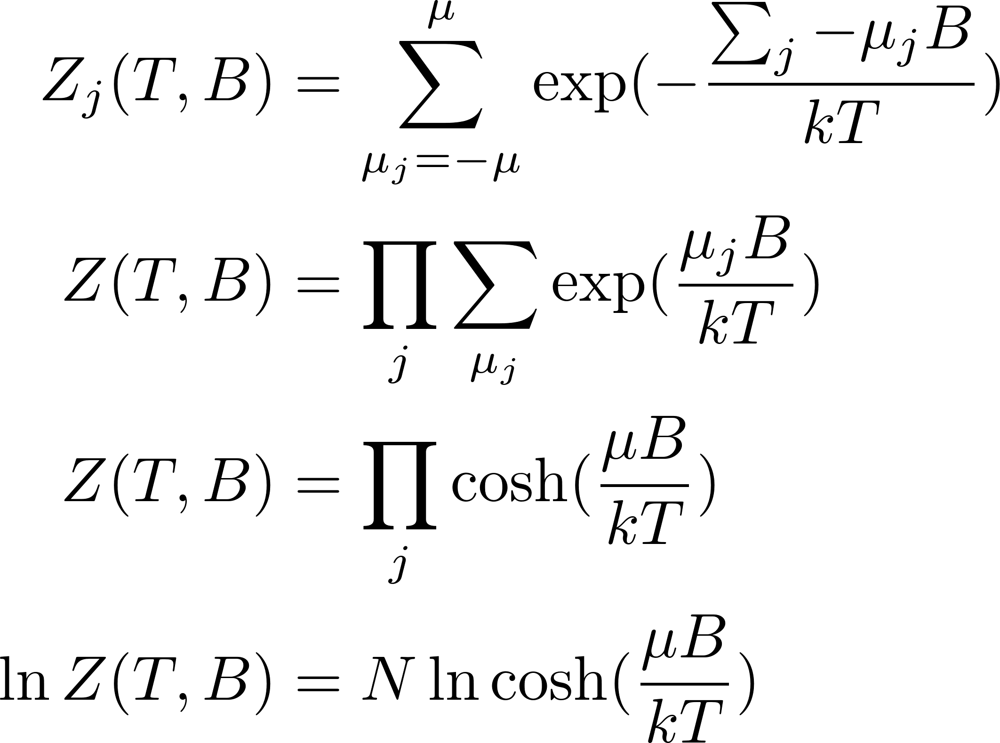 Z_j(T, B) = \sum_{\mu_j=-\mu}^{\mu} \exp(-\frac{\sum_j -\mu_j B}{kT})
Z(T, B) = \prod_j \sum_{\mu_j} \exp(\frac{\mu_j B}{kT})
Z(T, B) = \prod_j \cosh(\frac{\mu B}{kT})
\ln Z(T, B) = N \ln \cosh(\frac{\mu B}{kT})